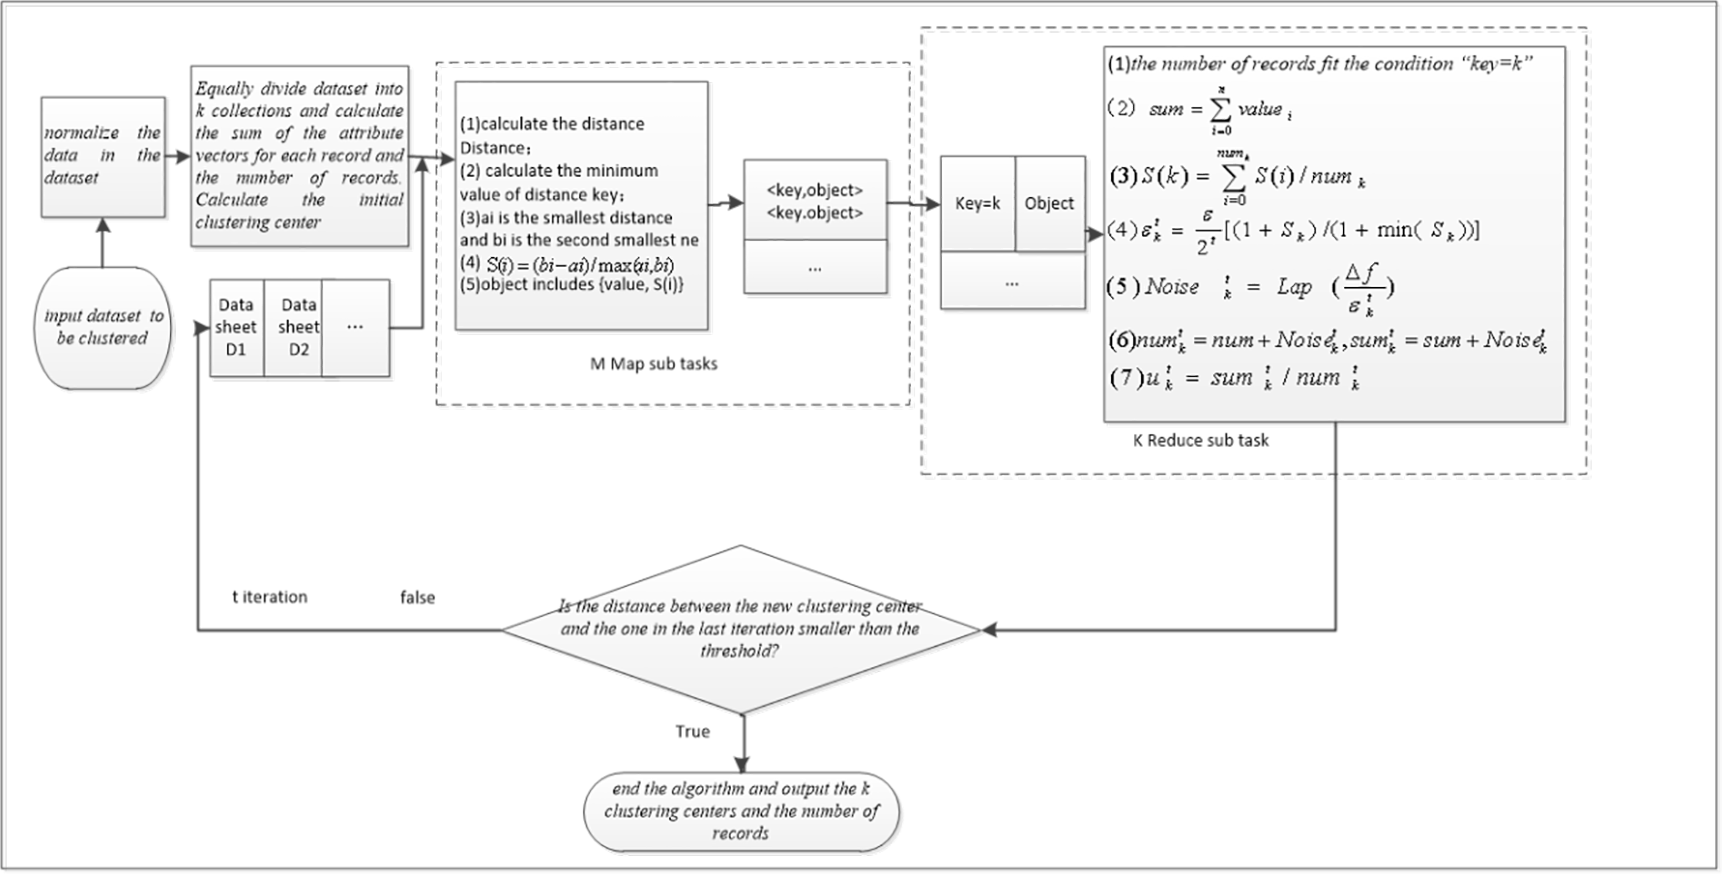 input dataset to
be clustered
normalize the
data in the
dataset
Equally divide dataset into
k collections and calculate
the sum of the attribute
vectors for each record and
the number of records.
Calculate the initial
clustering center
Data
sheet
D1
Data
sheet
D2
...
(1)calculate the distance
Distance;
(2) calculate the minimum
value of distance key;
(3)ai is the smallest distance
and bi is the second smallest ne
(4) S(i)=(bi−ai)/max(ai,bi)
(5)object includes {value, S(i)}
M Map sub tasks
<key,object>
<key.object>
...
Key=k
Object
...
(1)the number of records fit the condition “key=k”
(2) sum = ∑_{i=0}^{n} value_i
(3)S(k) = ∑_{i=0}^{num_k} S(i) / num_k
(4)ε_k^t = ε/2^t [(1 + S_k) /(1 + min( S_k))]
(5)Noise_k^t = Lap (Δf/ε_k^t)
(6)num_k^t = num + Noise_k^t, sum_k^t = sum + Noise_k^t
(7)u_k^t = sum_k^t / num_k^t
K Reduce sub task
Is the distance between the new clustering center
and the one in the last iteration smaller than the
threshold?
t iteration
false
True
end the algorithm and output the k
clustering centers and the number of
records